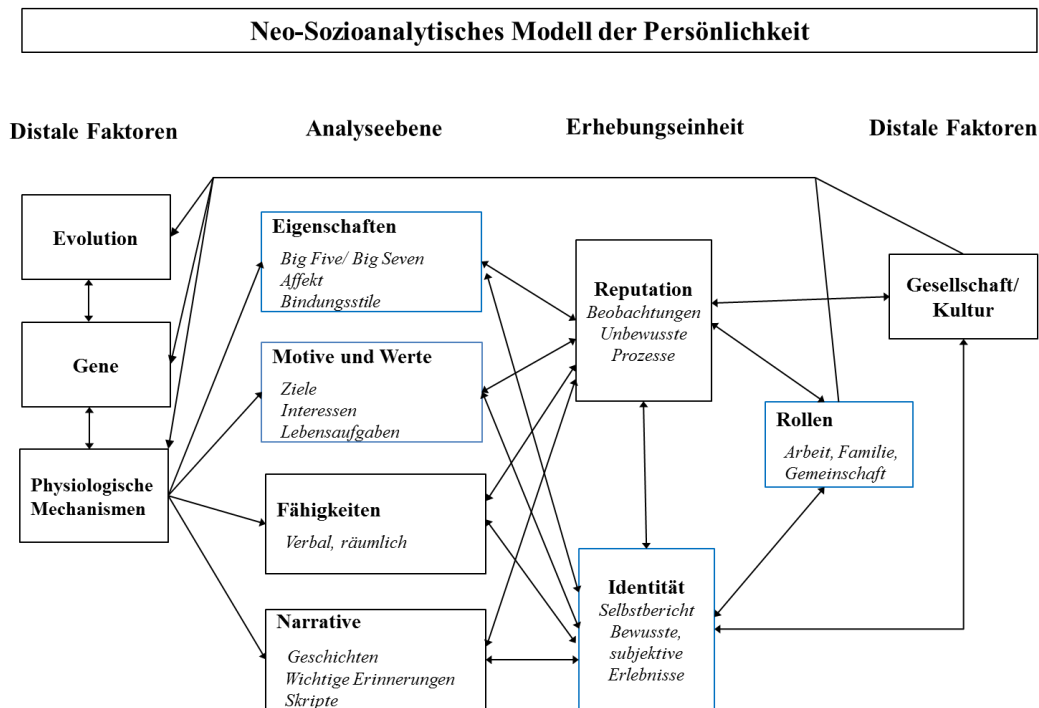 Neo-Sozioanalytisches Modell der Persönlichkeit
Distale Faktoren
Analyseebene
Erhebungseinheit
Distale Faktoren
Evolution
Gene
Physiologische
Mechanismen
Eigenschaften
Big Five/ Big Seven
Affekt
Bindungsstile
Motive und Werte
Ziele
Interessen
Lebensaufgaben
Fähigkeiten
Verbal, räumlich
Narrative
Geschichten
Wichtige Erinnerungen
Skripte
Reputation
Beobachtungen
Unbewusste
Prozesse
Identität
Selbstbericht
Bewusste,
subjektive
Erlebnisse
Rollen
Arbeit, Familie,
Gemeinschaft
Gesellschaft/
Kultur